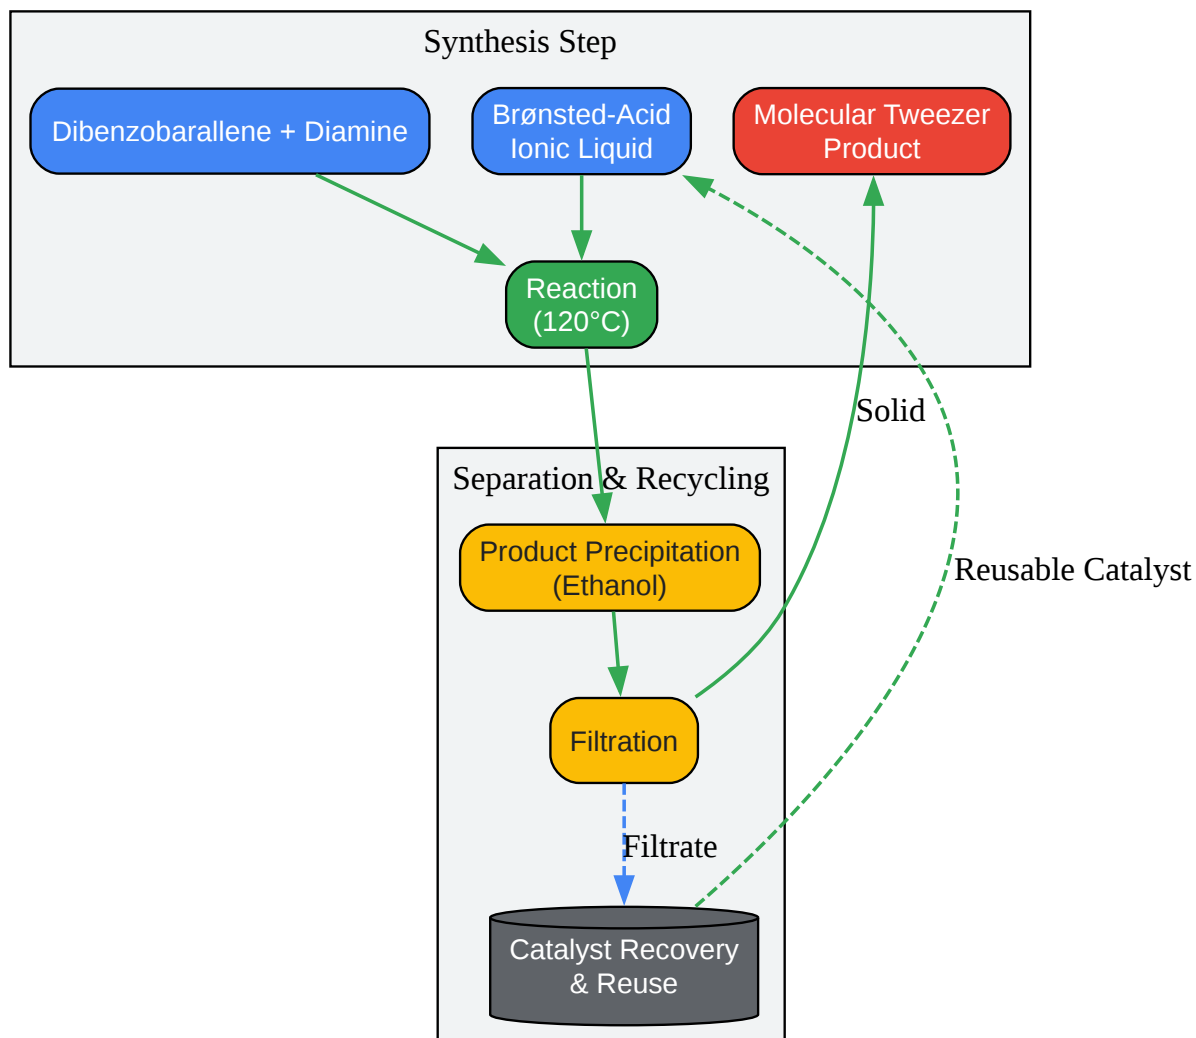 Synthesis Step
Dibenzobarallene + Diamine
Brønsted-Acid
Ionic Liquid
Molecular Tweezer
Product
Reaction
(120°C)
Solid
Separation & Recycling
Product Precipitation
(Ethanol)
Reusable Catalyst
Filtration
Filtrate
Catalyst Recovery
& Reuse